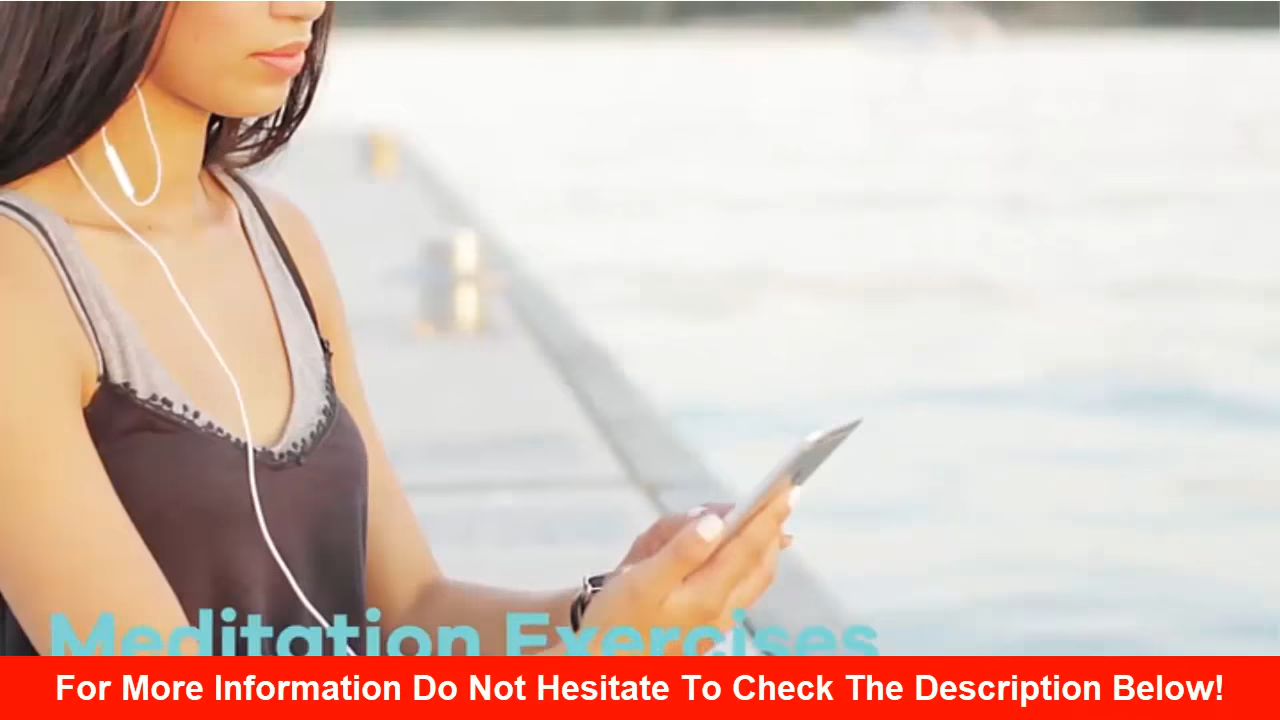 Meditation Exercises
For More Information Do Not Hesitate To Check The Description Below!